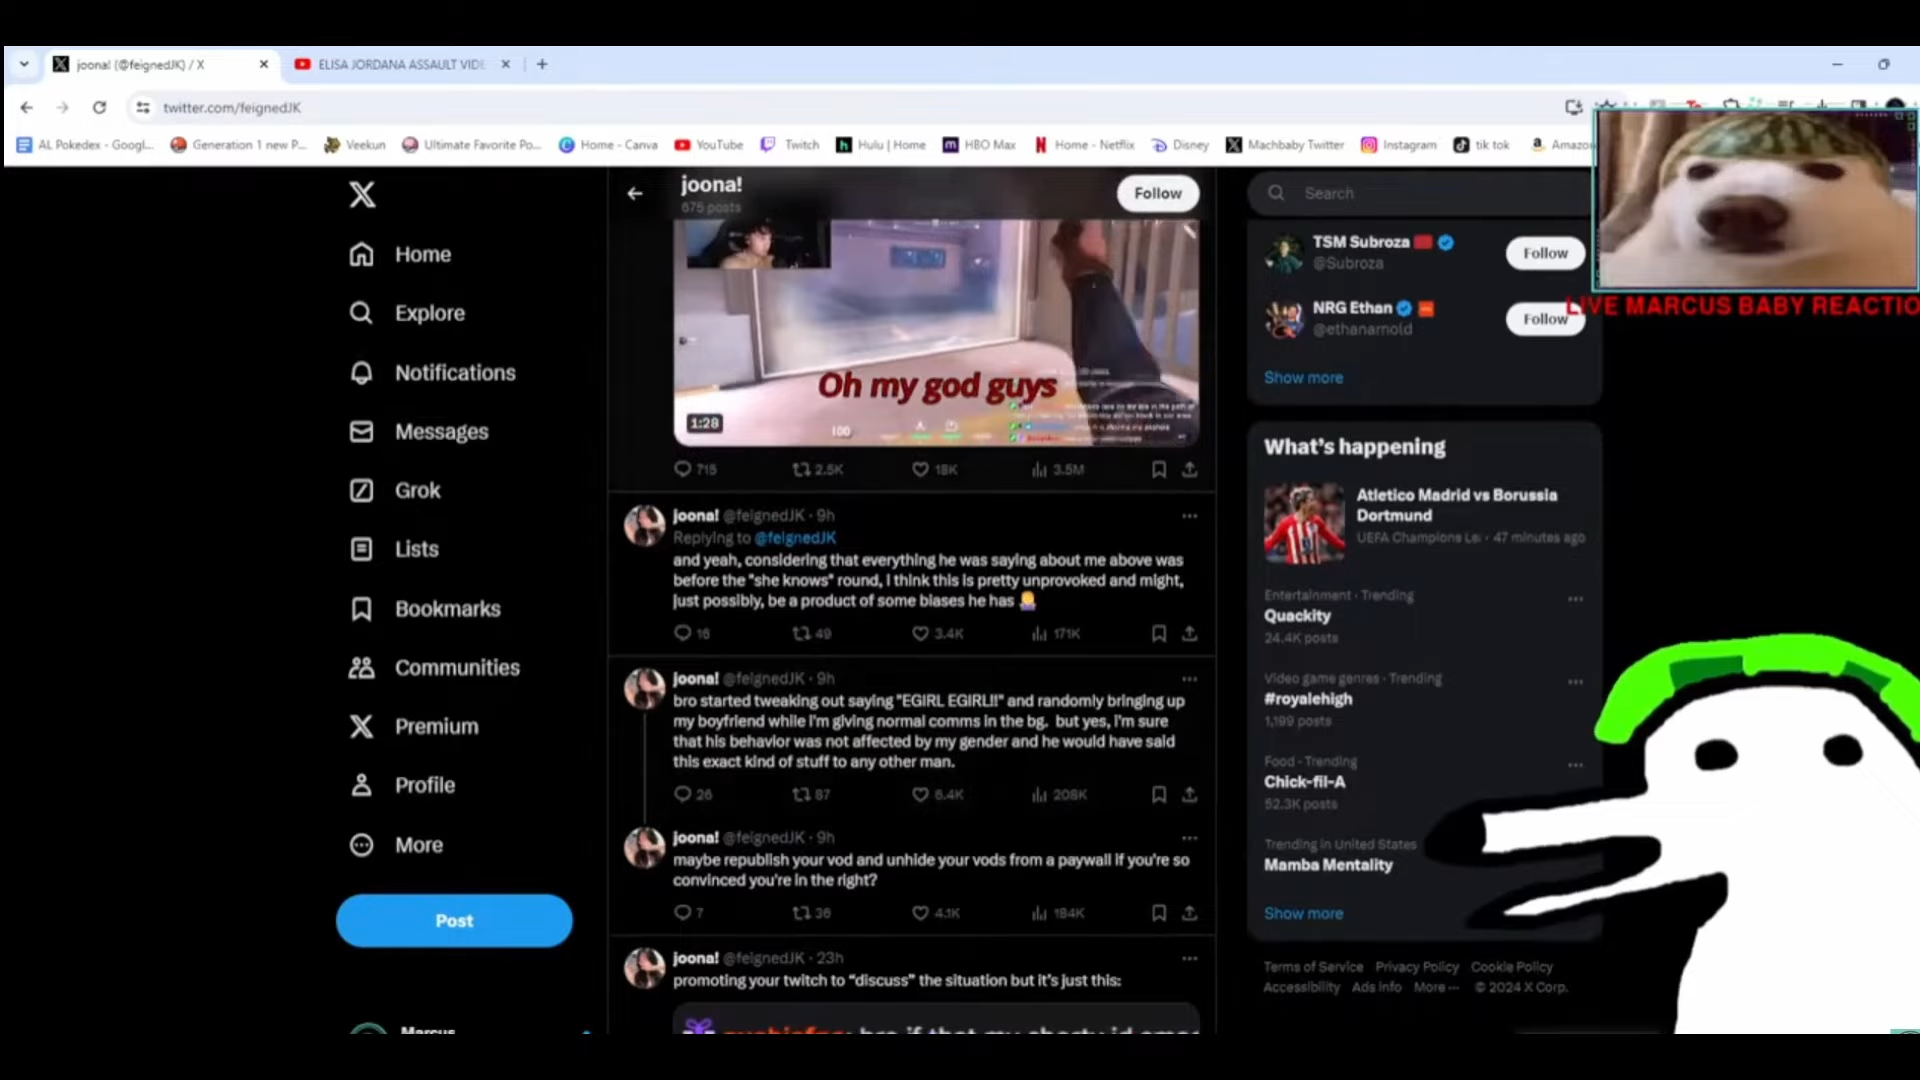 joona! (@feignedJK) / X
ELISA JORDANA ASSAULT VIDE
twitter.com/feignedJK
AL Pokedex - Googl...
Generation 1 new P...
Veekun
Ultimate Favorite Po...
Home - Canva
YouTube
Twitch
Hulu | Home
HBO Max
Home - Netflix
Disney
Machbaby Twitter
Instagram
tik tok
Amazo
LIVE MARCUS BABY REACTIO
Home
Explore
Notifications
Messages
Grok
Lists
Bookmarks
Communities
Premium
Profile
More
Post
Marcus
joona!
675 posts
Follow
Oh my god guys
1:28
100
715 2.5K 18K 3.5M
joona! @feignedJK · 9h
Replying to @feignedJK
and yeah, considering that everything he was saying about me above was
before the "she knows" round, I think this is pretty unprovoked and might,
just possibly, be a product of some biases he has
16 49 3.4K 171K
joona! @feignedJK · 9h
bro started tweaking out saying "EGIRL EGIRL!!" and randomly bringing up
my boyfriend while I'm giving normal comms in the bg. but yes, I'm sure
that his behavior was not affected by my gender and he would have said
this exact kind of stuff to any other man.
26 87 6.4K 208K
joona! @feignedJK · 9h
maybe republish your vod and unhide your vods from a paywall if you're so
convinced you're in the right?
7 36 4.1K 184K
joona! @feignedJK · 23h
promoting your twitch to “discuss” the situation but it's just this:
bro if that my shorty
Search
TSM Subroza
@Subroza
Follow
NRG Ethan
@ethanarnold
Follow
Show more
What's happening
Atletico Madrid vs Borussia
Dortmund
UEFA Champions Le · 47 minutes ago
Entertainment · Trending
Quackity
24.4K posts
Video game genres · Trending
#royalehigh
1,199 posts
Food · Trending
Chick-fil-A
52.3K posts
Trending in United States
Mamba Mentality
Show more
Terms of Service Privacy Policy Cookie Policy
Accessibility Ads info More ··· © 2024 X Corp.